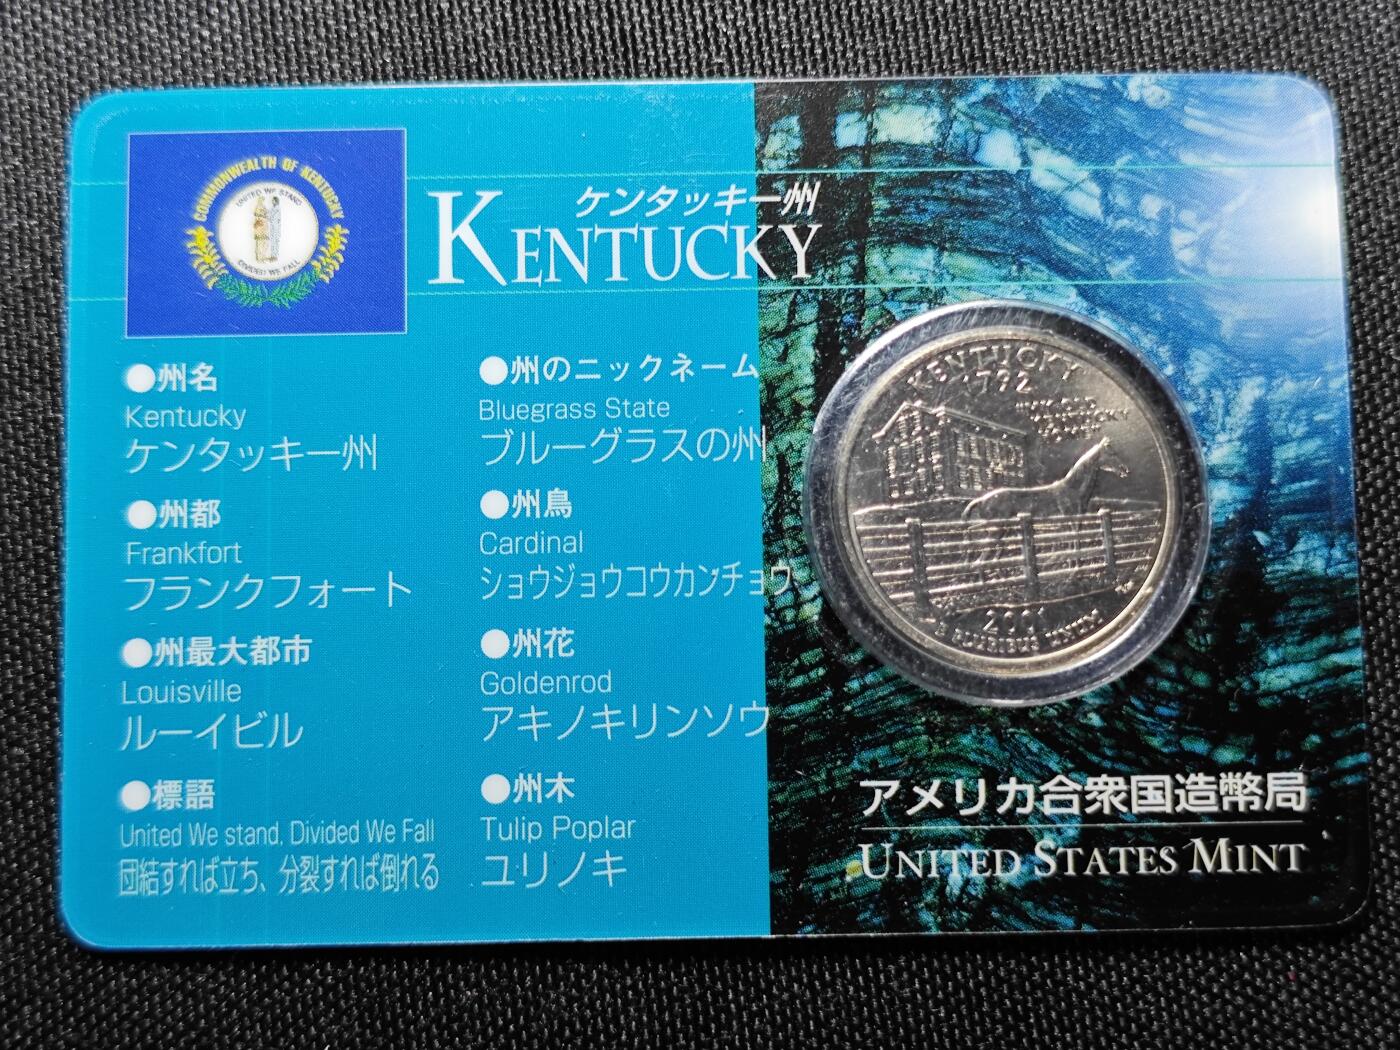 COMMONWEALTH OF KENTUCKY
UNITED WE STAND
DIVIDED WE FALL
ケンタッキー州
KENTUCKY
●州名
Kentucky
ケンタッキー州
●州都
Frankfort
フランクフォート
●州最大都市
Louisville
ルーイビル
●標語
United We stand, Divided We Fall
団結すれば立ち、分裂すれば倒れる
●州のニックネーム
Bluegrass State
ブルーグラスの州
●州鳥
Cardinal
ショウジョウコウカンチョウ
●州花
Goldenrod
アキノキリンソウ
●州木
Tulip Poplar
ユリノキ
KENTUCKY
1792
2001
E PLURIBUS UNUM
アメリカ合衆国造幣局
UNITED STATES MINT